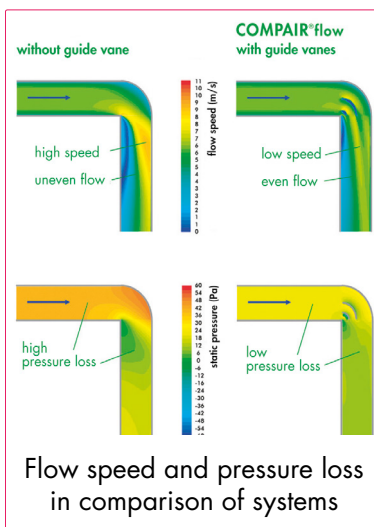 COMPAIR®flow
without guide vane
with guide vanes
11
10
9
8
7
6
5
4
3
2
1
0
flow speed (m/s)
high speed
uneven flow
low speed
even flow
60
54
48
42
36
30
24
18
12
6
0
-6
-12
-18
-24
-30
-36
-42
-48
-54
static pressure (Pa)
high
pressure loss
low
pressure loss
Flow speed and pressure loss
in comparison of systems